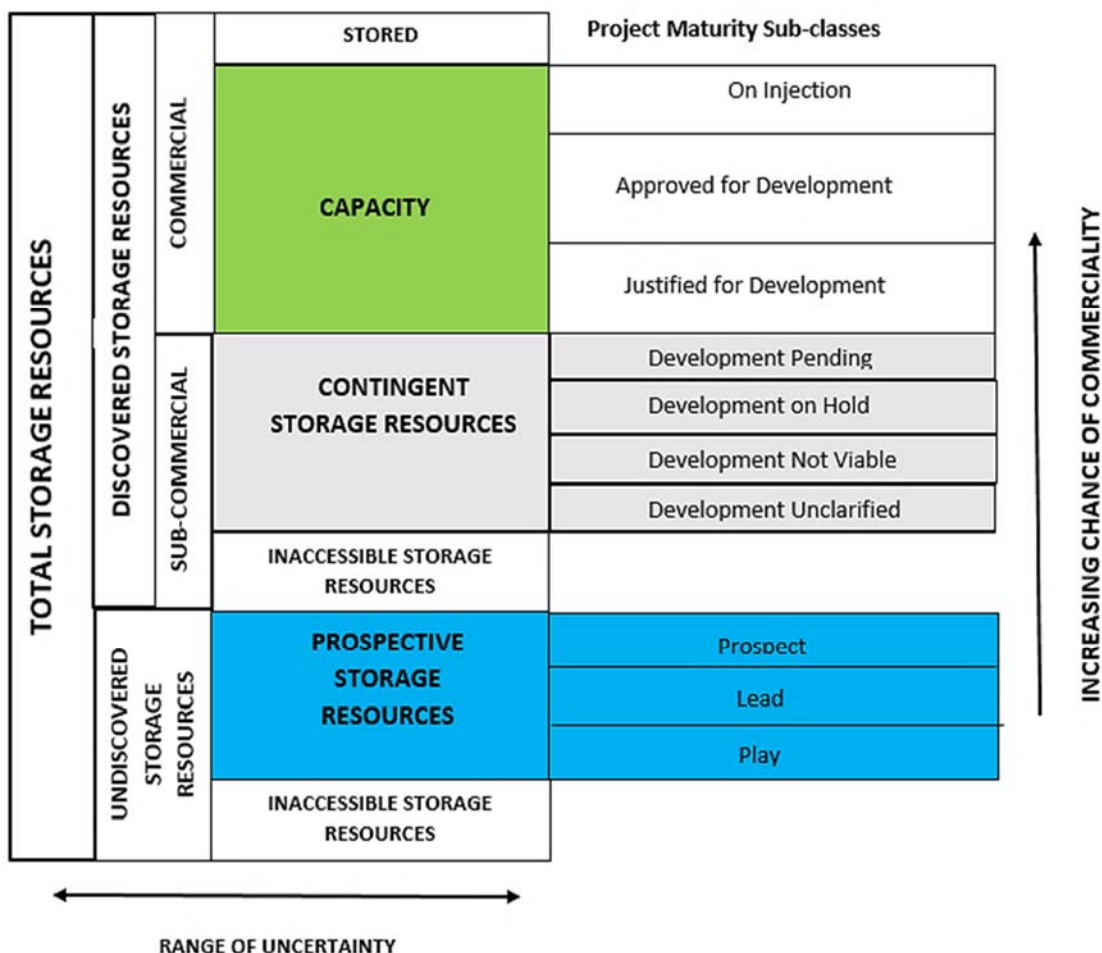 TOTAL STORAGE RESOURCES
DISCOVERED STORAGE RESOURCES
COMMERCIAL
STORED
Project Maturity Sub-classes
CAPACITY
On Injection
Approved for Development
Justified for Development
SUB-COMMERCIAL
CONTINGENT
STORAGE RESOURCES
Development Pending
Development on Hold
Development Not Viable
Development Unclarified
INACCESSIBLE STORAGE
RESOURCES
UNDISCOVERED
STORAGE
RESOURCES
PROSPECTIVE
STORAGE
RESOURCES
Prospect
Lead
Play
INACCESSIBLE STORAGE
RESOURCES
INCREASING CHANCE OF COMMERCIALITY
RANGE OF UNCERTAINTY